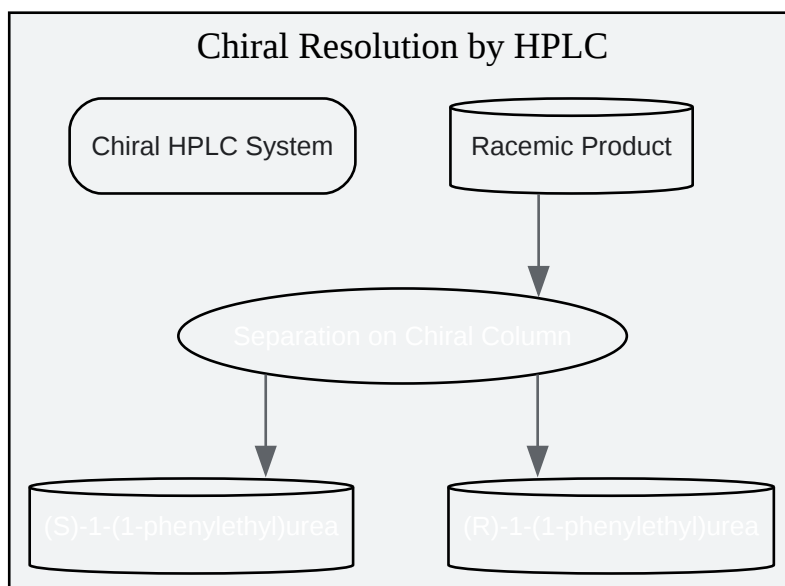 Chiral Resolution by HPLC
Chiral HPLC System
Racemic Product
Separation on Chiral Column
(S)-1-(1-phenylethyl)urea
(R)-1-(1-phenylethyl)urea